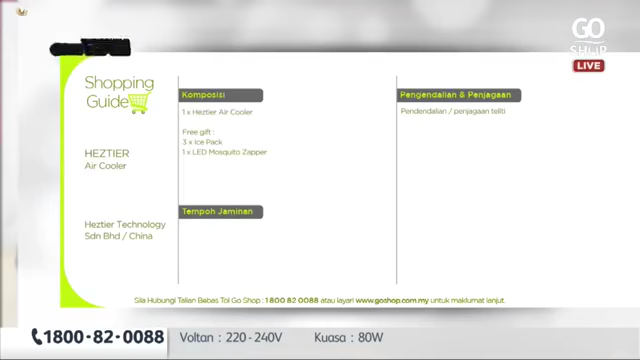 GO
SHOP
LIVE
Shopping
Guide
HEZTIER
Air Cooler
Heztier Technology
Sdn Bhd / China
Komposisi
1 x Heztier Air Cooler
Free gift :
3 x Ice Pack
1 x LED Mosquito Zapper
Tempoh Jaminan
Pengendalian & Penjagaan
Pendendalian / penjagaan teliti
Sila Hubungi Talian Bebas Tol Go Shop : 1 800 82 0088 atau layari www.goshop.com.my untuk maklumat lanjut.
1800-82-0088
Voltan : 220 - 240V
Kuasa : 80W